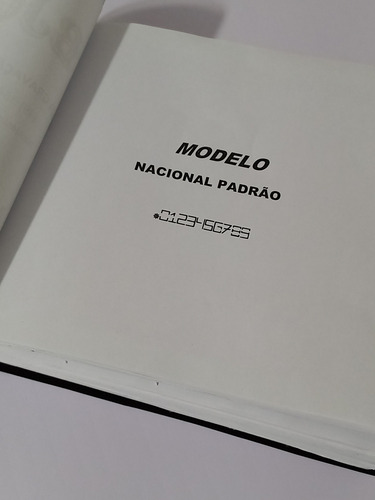 MODELO
NACIONAL PADRÃO
*0123456789